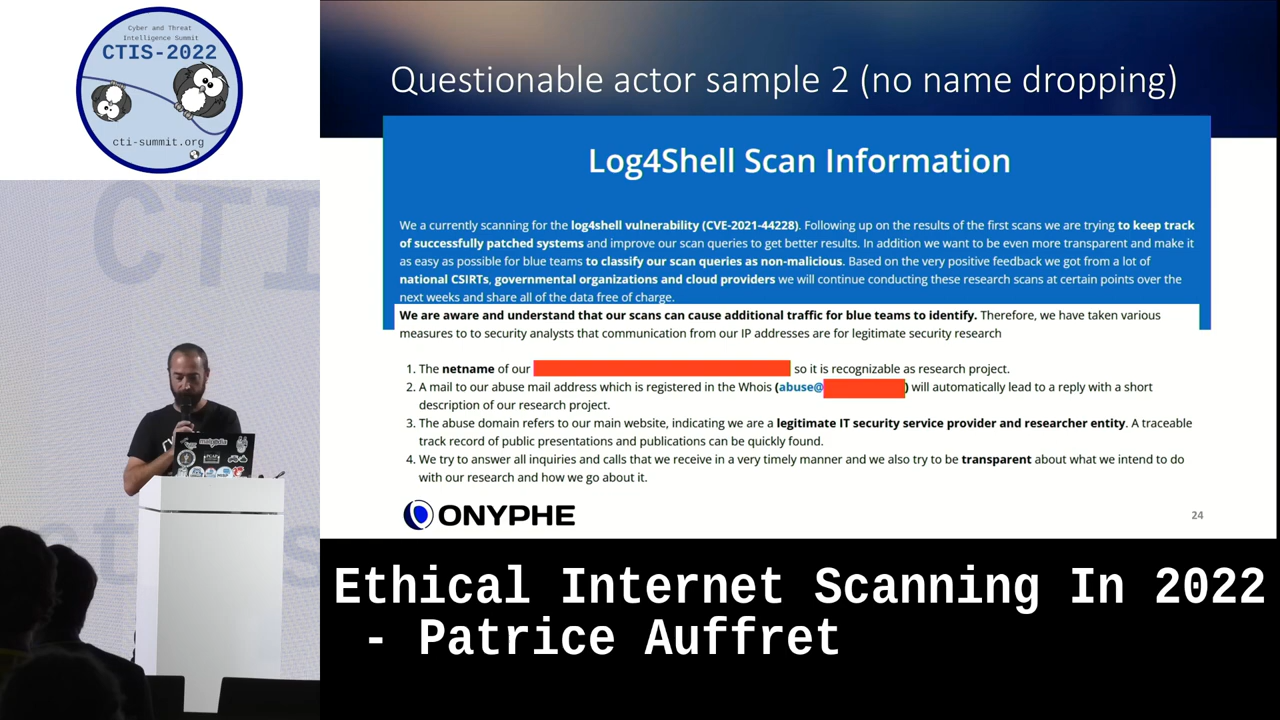 Cyber and Threat
Intelligence Summit
CTIS-2022
cti-summit.org
CTI
Questionable actor sample 2 (no name dropping)
Log4Shell Scan Information
We a currently scanning for the log4shell vulnerability (CVE-2021-44228). Following up on the results of the first scans we are trying to keep track
of successfully patched systems and improve our scan queries to get better results. In addition we want to be even more transparent and make it
as easy as possible for blue teams to classify our scan queries as non-malicious. Based on the very positive feedback we got from a lot of
national CSIRTs, governmental organizations and cloud providers we will continue conducting these research scans at certain points over the
next weeks and share all of the data free of charge.
We are aware and understand that our scans can cause additional traffic for blue teams to identify. Therefore, we have taken various
measures to to security analysts that communication from our IP addresses are for legitimate security research
1. The netname of our so it is recognizable as research project.
2. A mail to our abuse mail address which is registered in the Whois (abuse@ ) will automatically lead to a reply with a short
description of our research project.
3. The abuse domain refers to our main website, indicating we are a legitimate IT security service provider and researcher entity. A traceable
track record of public presentations and publications can be quickly found.
4. We try to answer all inquiries and calls that we receive in a very timely manner and we also try to be transparent about what we intend to do
with our research and how we go about it.
ONYPHE
24
Ethical Internet Scanning In 2022
- Patrice Auffret